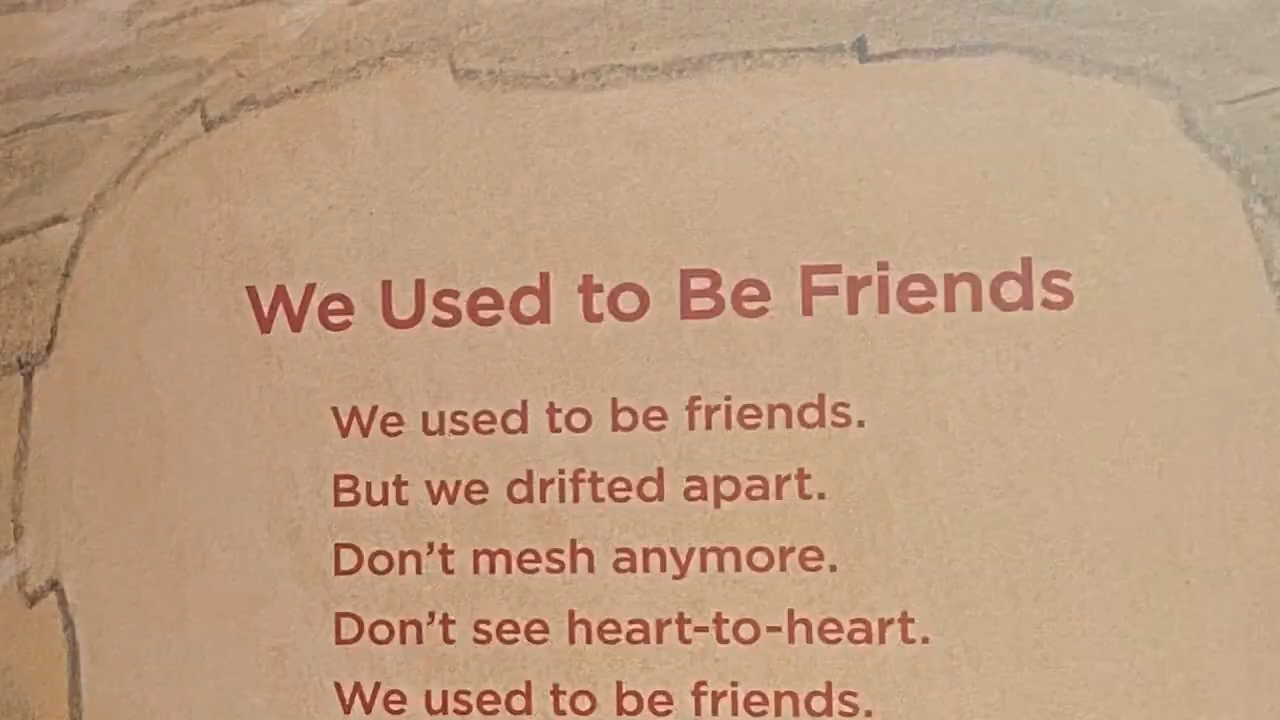 We Used to Be Friends
We used to be friends.
But we drifted apart.
Don’t mesh anymore.
Don’t see heart-to-heart.
We used to be friends.